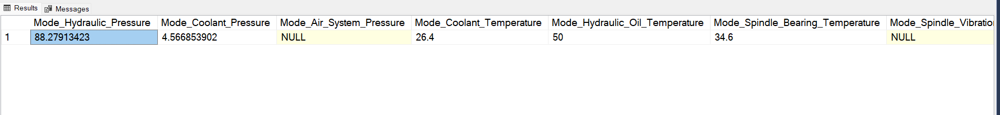 Results Messages
Mode_Hydraulic_Pressure Mode_Coolant_Pressure Mode_Air_System_Pressure Mode_Coolant_Temperature Mode_Hydraulic_Oil_Temperature Mode_Spindle_Bearing_Temperature Mode_Spindle_Vibratio
1 88.27913423 4.566853902 NULL 26.4 50 34.6 NULL